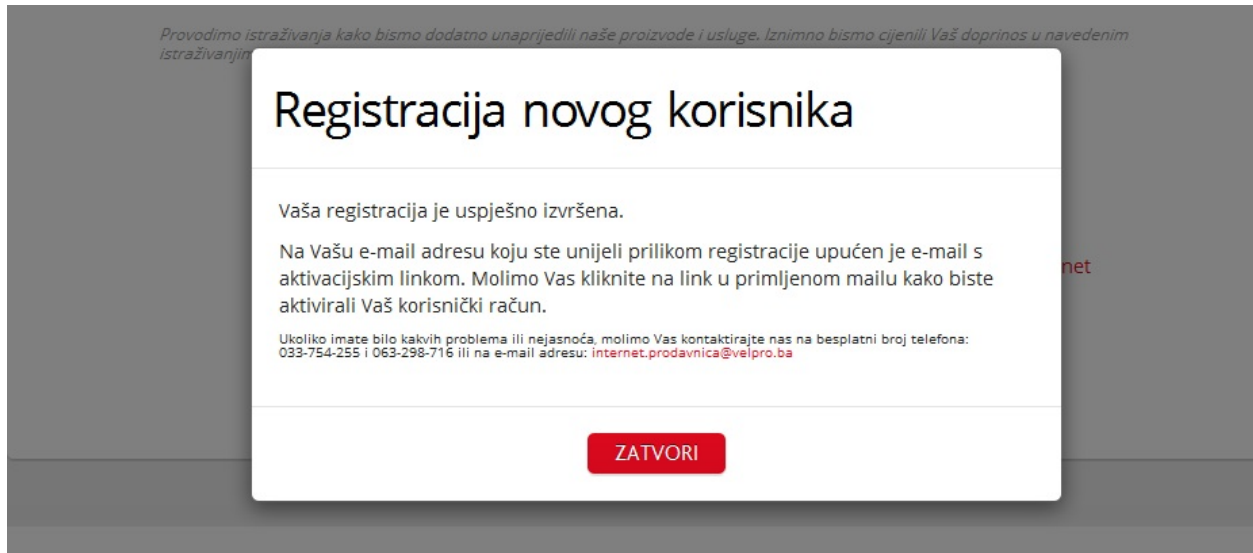 Provodimo istraživanja kako bismo dodatno unaprijedili naše proizvode i usluge. Iznimno bismo cijenili Vaš doprinos u navedenim
istraživanjim
Registracija novog korisnika
Vaša registracija je uspješno izvršena.
Na Vašu e-mail adresu koju ste unijeli prilikom registracije upućen je e-mail s
aktivacijskim linkom. Molimo Vas kliknite na link u primljenom mailu kako biste
net
aktivirali Vaš korisnički račun.
Ukoliko imate bilo kakvih problema ili nejasnoća, molimo Vas kontaktirajte nas na besplatni broj telefona:
033-754-255 i 063-298-716 ili na e-mail adresu: internet.prodavnica@velpro.ba
ZATVORI